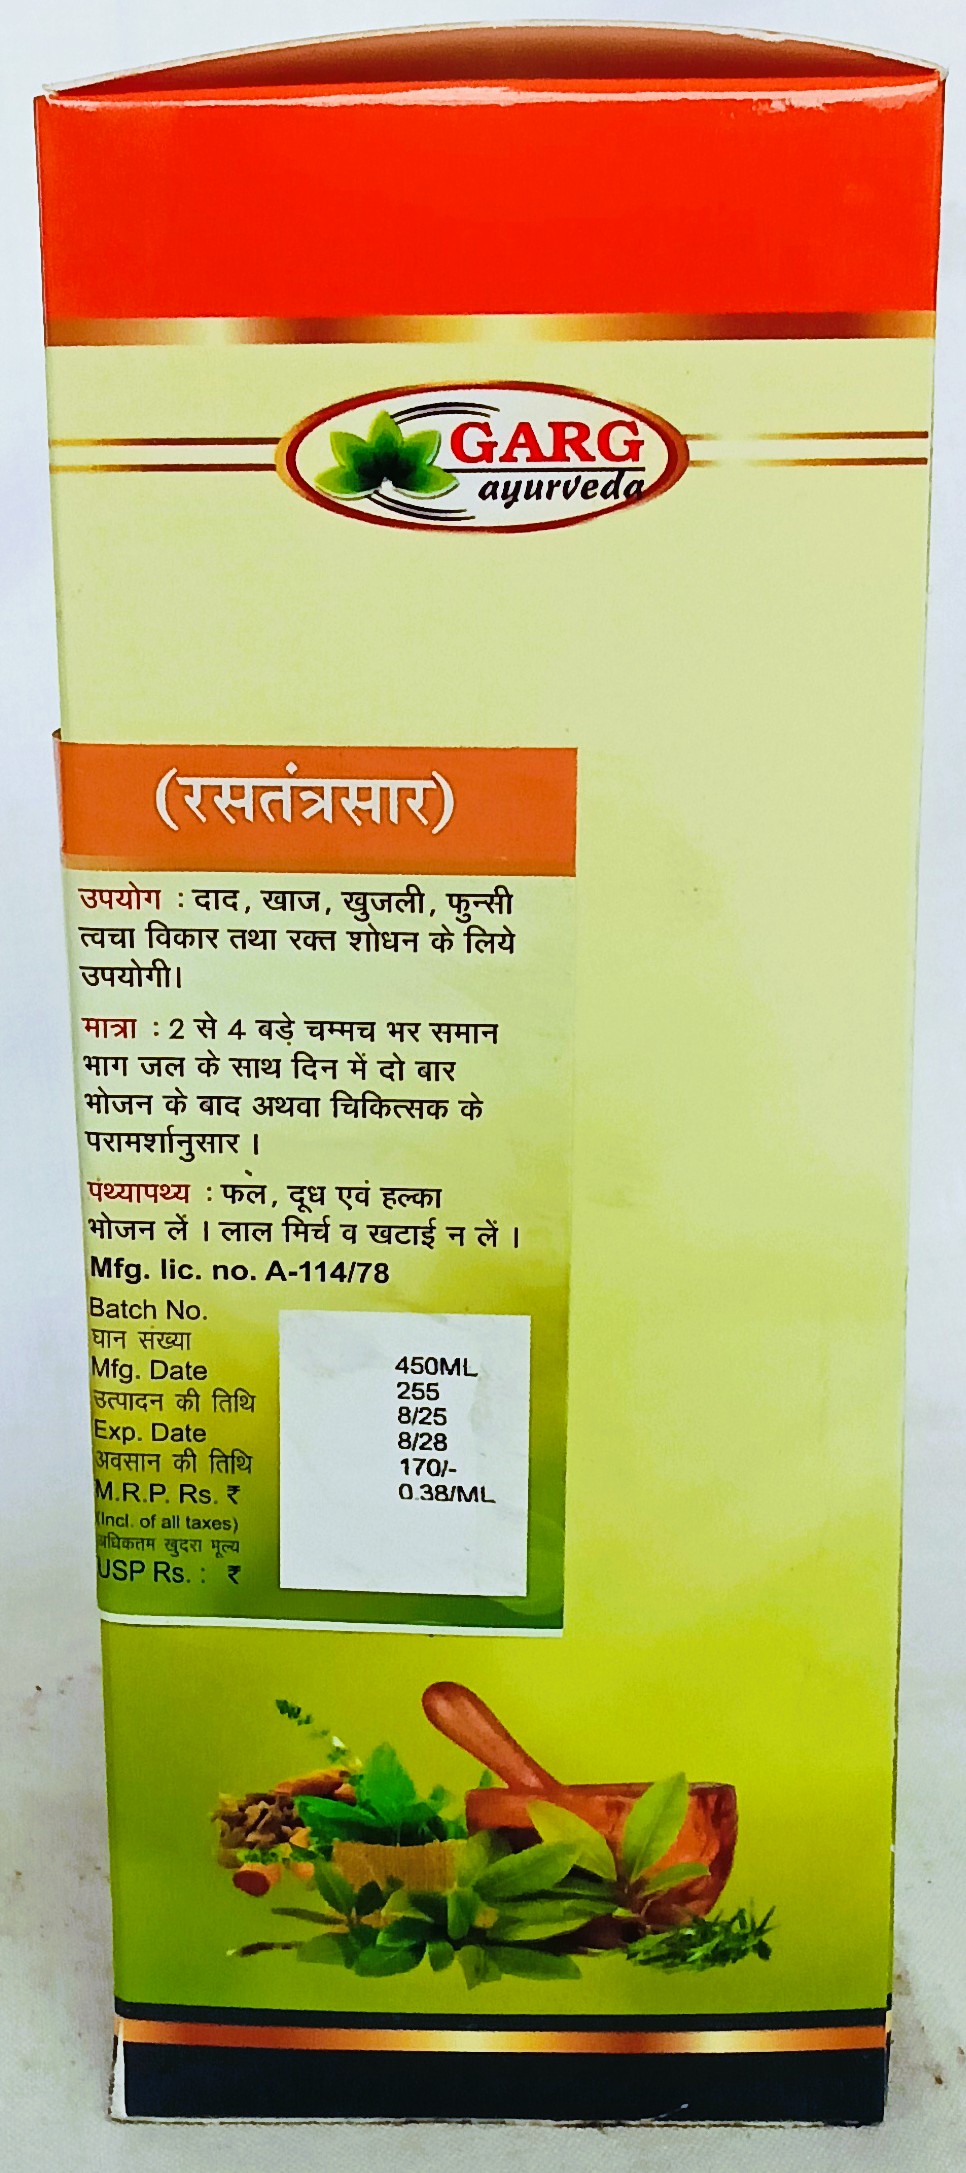 GARG
ayurveda
(रसतंत्रसार)
उपयोग : दाद, खाज, खुजली, फुन्सी
त्वचा विकार तथा रक्त शोधन के लिये
उपयोगी।
मात्रा : 2 से 4 बड़े चम्मच भर समान
भाग जल के साथ दिन में दो बार
भोजन के बाद अथवा चिकित्सक के
परामर्शानुसार ।
पंथ्यापथ्य : फल, दूध एवं हल्का
भोजन लें । लाल मिर्च व खटाई न लें ।
Mfg. lic. no. A-114/78
Batch No.
घान संख्या
Mfg. Date
उत्पादन की तिथि
Exp. Date
अवसान की तिथि
M.R.P. Rs. ₹
(Incl. of all taxes)
अधिकतम खुदरा मूल्य
USP Rs. : ₹
450ML
255
8/25
8/28
170/-
0.38/ML